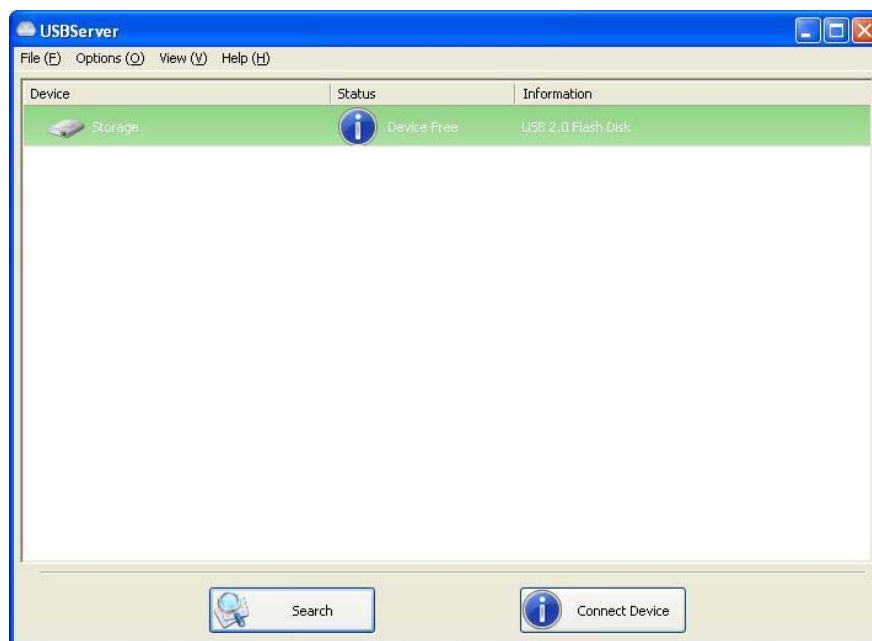 USBServer
File (F) Options (O) View (V) Help (H)
Device Status Information
Storage Device Free USB 2.0 Flash Disk
Search Connect Device